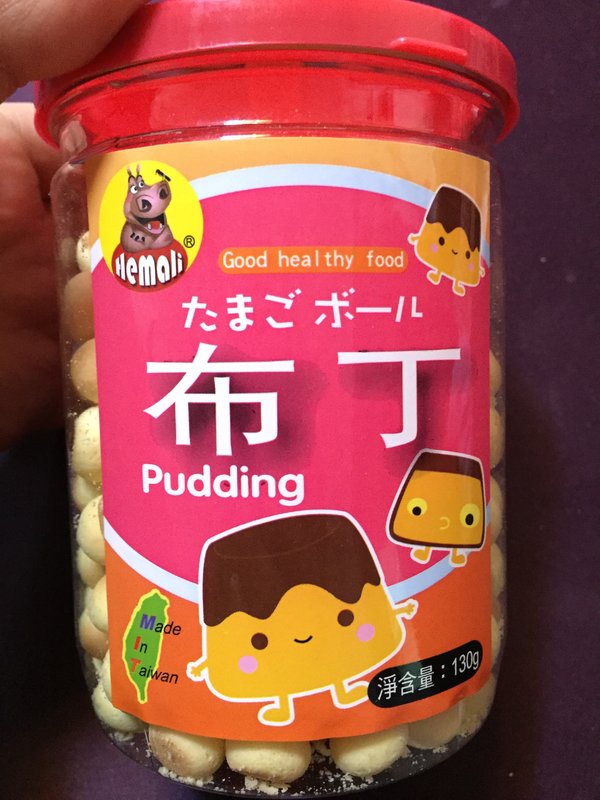 Hemali
®
Good healthy food
たまごボール
布丁
Pudding
Made
In
Taiwan
淨含量：130g